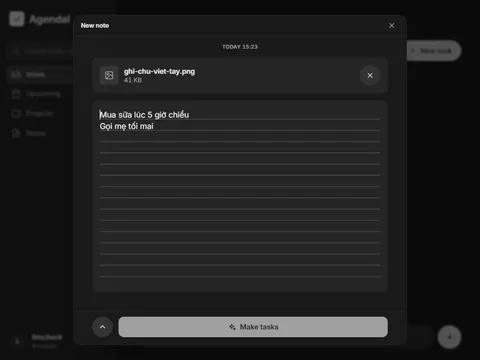 Agendai
New note
TODAY 15:23
ghi-chu-viet-tay.png
41 KB
Mua sữa lúc 5 giờ chiều
Gọi mẹ tối mai
New task
Inbox
Upcoming
Projects
Notes
Make tasks